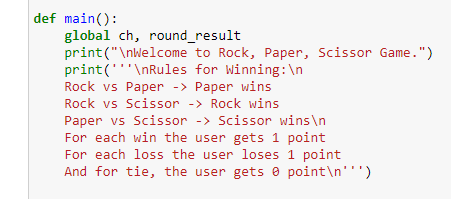 def main():
    global ch, round_result
    print("\nWelcome to Rock, Paper, Scissor Game.")
    print('''\nRules for Winning:\n
    Rock vs Paper -> Paper wins
    Rock vs Scissor -> Rock wins
    Paper vs Scissor -> Scissor wins\n
    For each win the user gets 1 point
    For each loss the user loses 1 point
    And for tie, the user gets 0 point\n''')